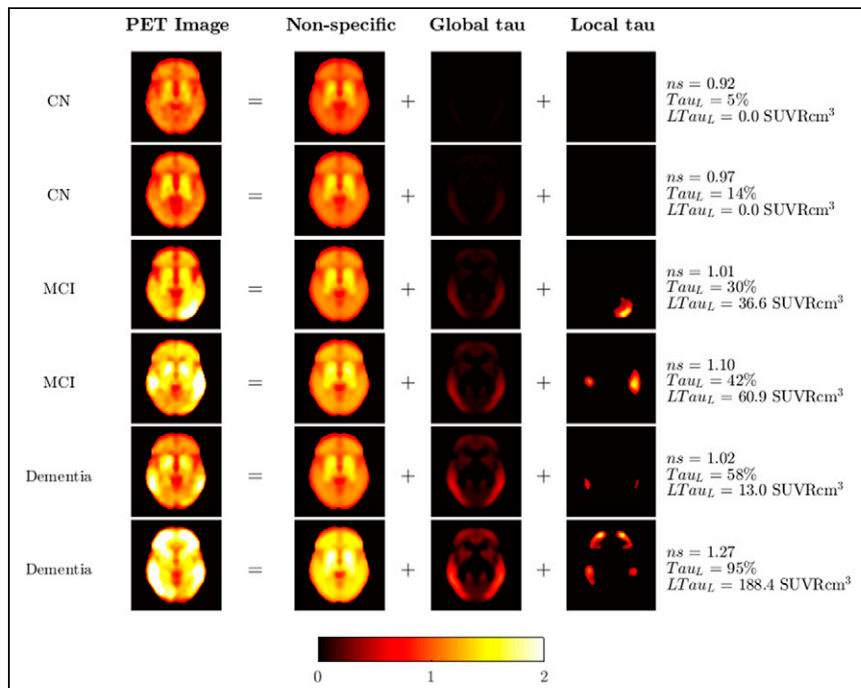 PET Image Non-specific Global tau Local tau
CN = + + ns = 0.92
Tau_L = 5%
LTau_L = 0.0 SUVRcm³
CN = + + ns = 0.97
Tau_L = 14%
LTau_L = 0.0 SUVRcm³
MCI = + + ns = 1.01
Tau_L = 30%
LTau_L = 36.6 SUVRcm³
MCI = + + ns = 1.10
Tau_L = 42%
LTau_L = 60.9 SUVRcm³
Dementia = + + ns = 1.02
Tau_L = 58%
LTau_L = 13.0 SUVRcm³
Dementia = + + ns = 1.27
Tau_L = 95%
LTau_L = 188.4 SUVRcm³
0 1 2